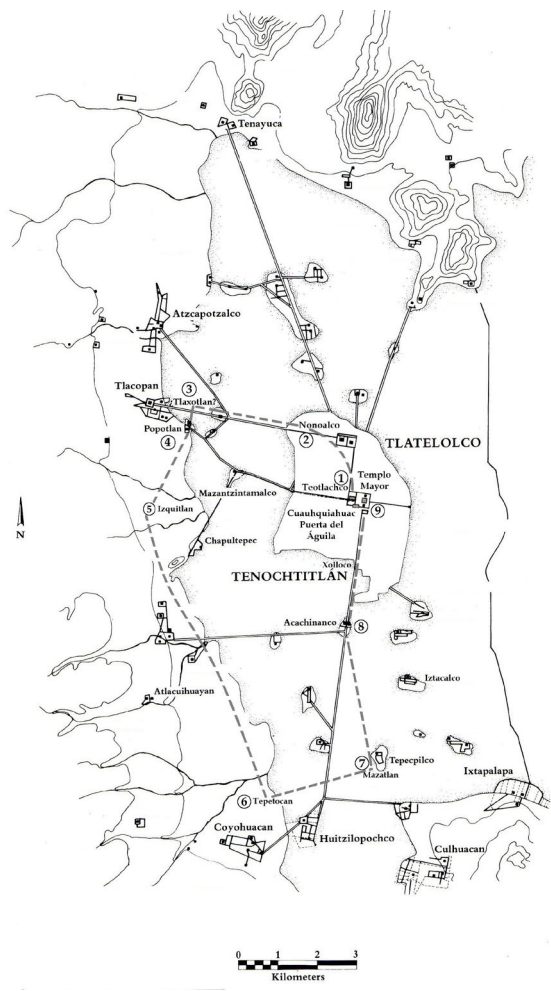 Tenayuca
Atzcapotzalco
Tlacopan
③
Tlaxotlan?
Popotlan
④
Nonoalco
②
TLATELOLCO
①
Teotlachco
Templo
Mayor
Mazantzintamalco
⑤ Izquitlan
Cuauhquiahuac
Puerta del
Águila
⑨
N
Chapultepec
Xolloco
TENOCHTITLÁN
Acachinanco
⑧
Iztacalco
Atlacuihuayan
⑦
Tepecpilco
Mazatlan
Ixtapalapa
⑥ Tepetocan
Coyohuacan
Huitzilopochco
Culhuacan
0 1 2 3
Kilometers